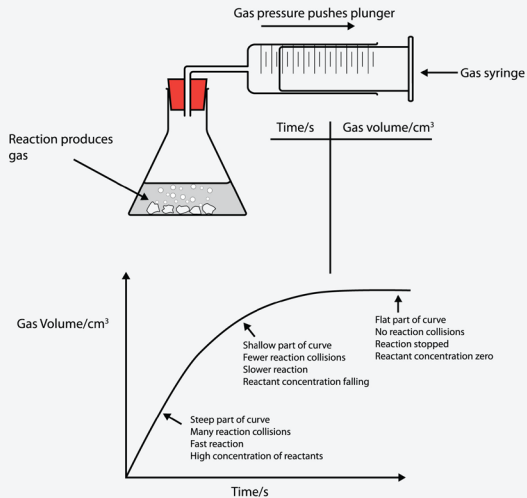 Gas pressure pushes plunger
Gas syringe
Time/s
Gas volume/cm³
Reaction produces
gas
Gas Volume/cm³
Flat part of curve
No reaction collisions
Reaction stopped
Reactant concentration zero
Shallow part of curve
Fewer reaction collisions
Slower reaction
Reactant concentration falling
Steep part of curve
Many reaction collisions
Fast reaction
High concentration of reactants
Time/s